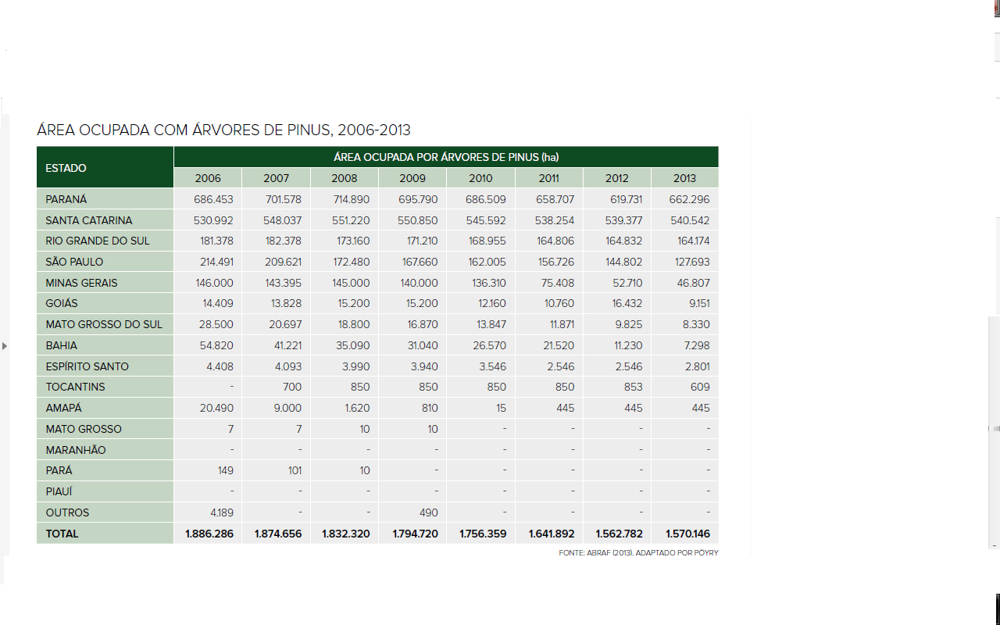 ÁREA OCUPADA COM ÁRVORES DE PINUS, 2006-2013
ESTADO ÁREA OCUPADA POR ÁRVORES DE PINUS (ha)
2006 2007 2008 2009 2010 2011 2012 2013
PARANÁ 686.453 701.578 714.890 695.790 686.509 658.707 619.731 662.296
SANTA CATARINA 530.992 548.037 551.220 550.850 545.592 538.254 539.377 540.542
RIO GRANDE DO SUL 181.378 182.378 173.160 171.210 168.955 164.806 164.832 164.174
SÃO PAULO 214.491 209.621 172.480 167.660 162.005 156.726 144.802 127.693
MINAS GERAIS 146.000 143.395 145.000 140.000 136.310 75.408 52.710 46.807
GOIÁS 14.409 13.828 15.200 15.200 12.160 10.760 16.432 9.151
MATO GROSSO DO SUL 28.500 20.697 18.800 16.870 13.847 11.871 9.825 8.330
BAHIA 54.820 41.221 35.090 31.040 26.570 21.520 11.230 7.298
ESPÍRITO SANTO 4.408 4.093 3.990 3.940 3.546 2.546 2.546 2.801
TOCANTINS - 700 850 850 850 850 853 609
AMAPÁ 20.490 9.000 1.620 810 15 445 445 445
MATO GROSSO 7 7 10 10 - - - -
MARANHÃO - - - - - - - -
PARÁ 149 101 10 - - - - -
PIAUÍ - - - - - - - -
OUTROS 4.189 - - 490 - - - -
TOTAL 1.886.286 1.874.656 1.832.320 1.794.720 1.756.359 1.641.892 1.562.782 1.570.146
FONTE: ABRAF (2013). ADAPTADO POR PÖYRY